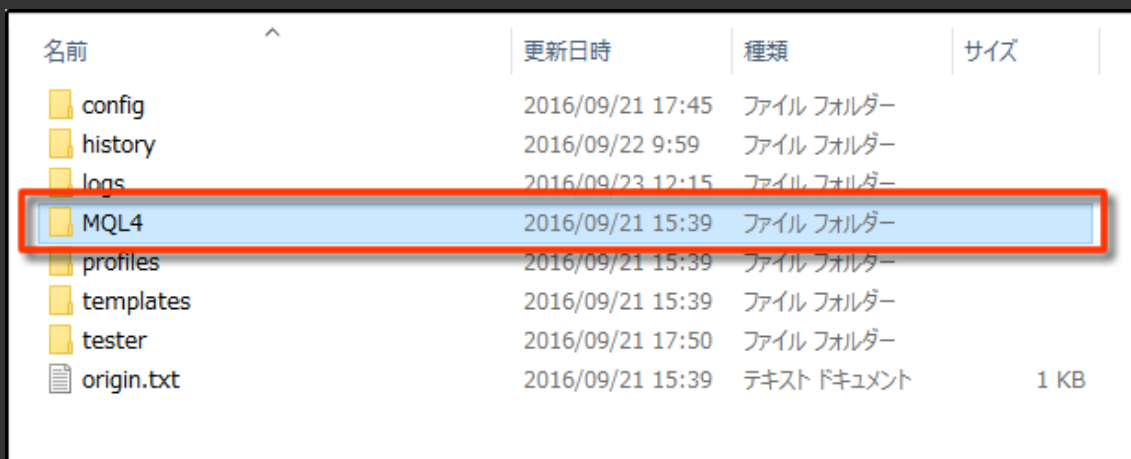 名前 更新日時 種類 サイズ
config 2016/09/21 17:45 ファイル フォルダー
history 2016/09/22 9:59 ファイル フォルダー
logs 2016/09/23 12:15 ファイル フォルダー
MQL4 2016/09/21 15:39 ファイル フォルダー
profiles 2016/09/21 15:39 ファイル フォルダー
templates 2016/09/21 15:39 ファイル フォルダー
tester 2016/09/21 17:50 ファイル フォルダー
origin.txt 2016/09/21 15:39 テキスト ドキュメント 1 KB